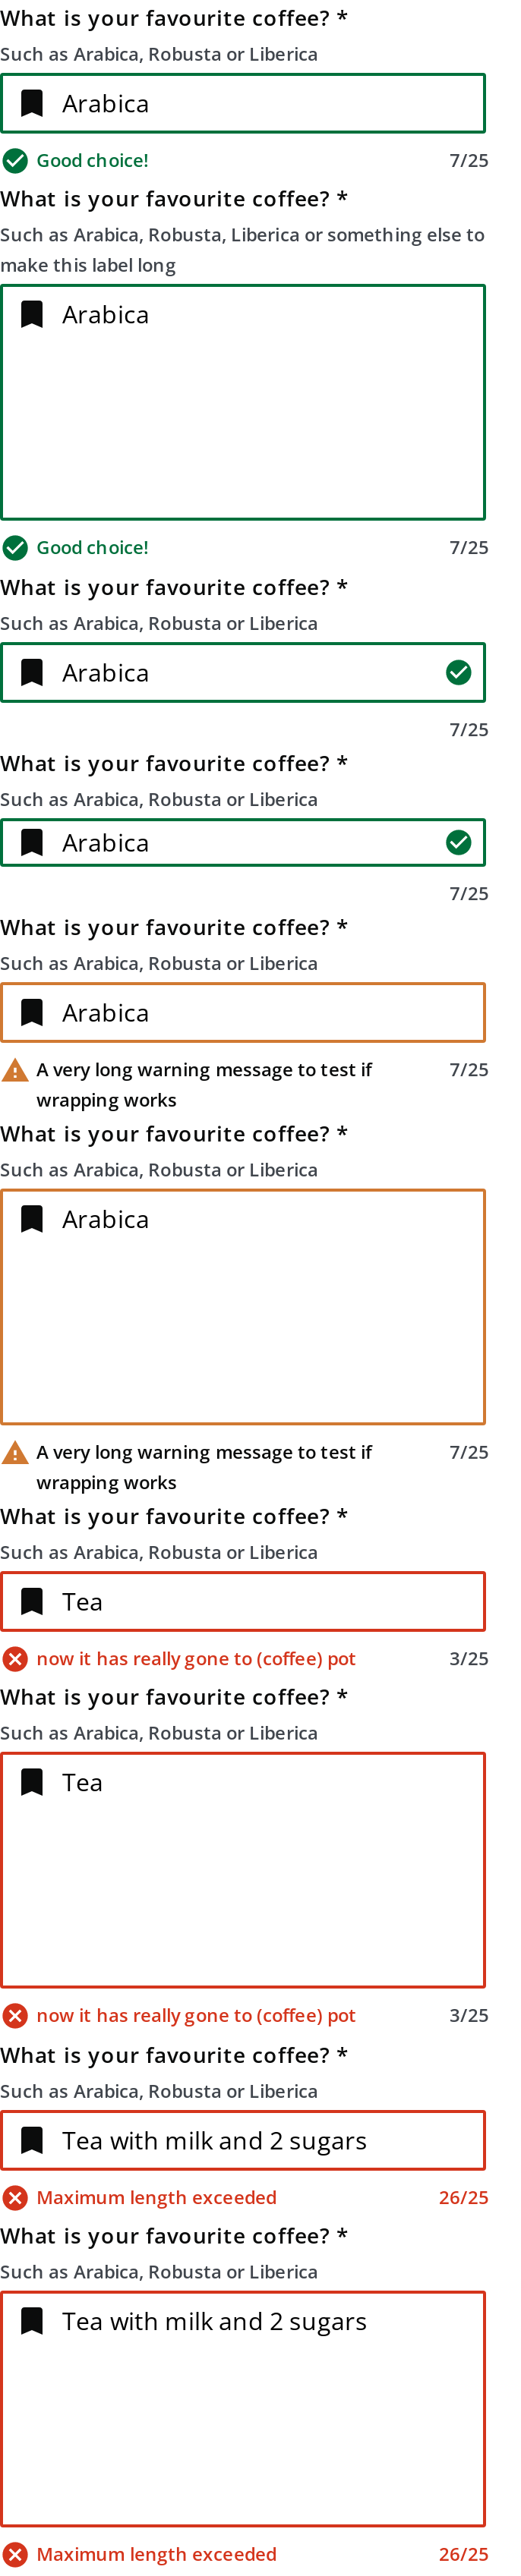 What is your favourite coffee? *
Such as Arabica, Robusta or Liberica
Arabica
Good choice! 7/25
What is your favourite coffee? *
Such as Arabica, Robusta, Liberica or something else to
make this label long
Arabica
Good choice! 7/25
What is your favourite coffee? *
Such as Arabica, Robusta or Liberica
Arabica
7/25
What is your favourite coffee? *
Such as Arabica, Robusta or Liberica
Arabica
7/25
What is your favourite coffee? *
Such as Arabica, Robusta or Liberica
Arabica
A very long warning message to test if 7/25
wrapping works
What is your favourite coffee? *
Such as Arabica, Robusta or Liberica
Arabica
A very long warning message to test if 7/25
wrapping works
What is your favourite coffee? *
Such as Arabica, Robusta or Liberica
Tea
now it has really gone to (coffee) pot 3/25
What is your favourite coffee? *
Such as Arabica, Robusta or Liberica
Tea
now it has really gone to (coffee) pot 3/25
What is your favourite coffee? *
Such as Arabica, Robusta or Liberica
Tea with milk and 2 sugars
Maximum length exceeded 26/25
What is your favourite coffee? *
Such as Arabica, Robusta or Liberica
Tea with milk and 2 sugars
Maximum length exceeded 26/25